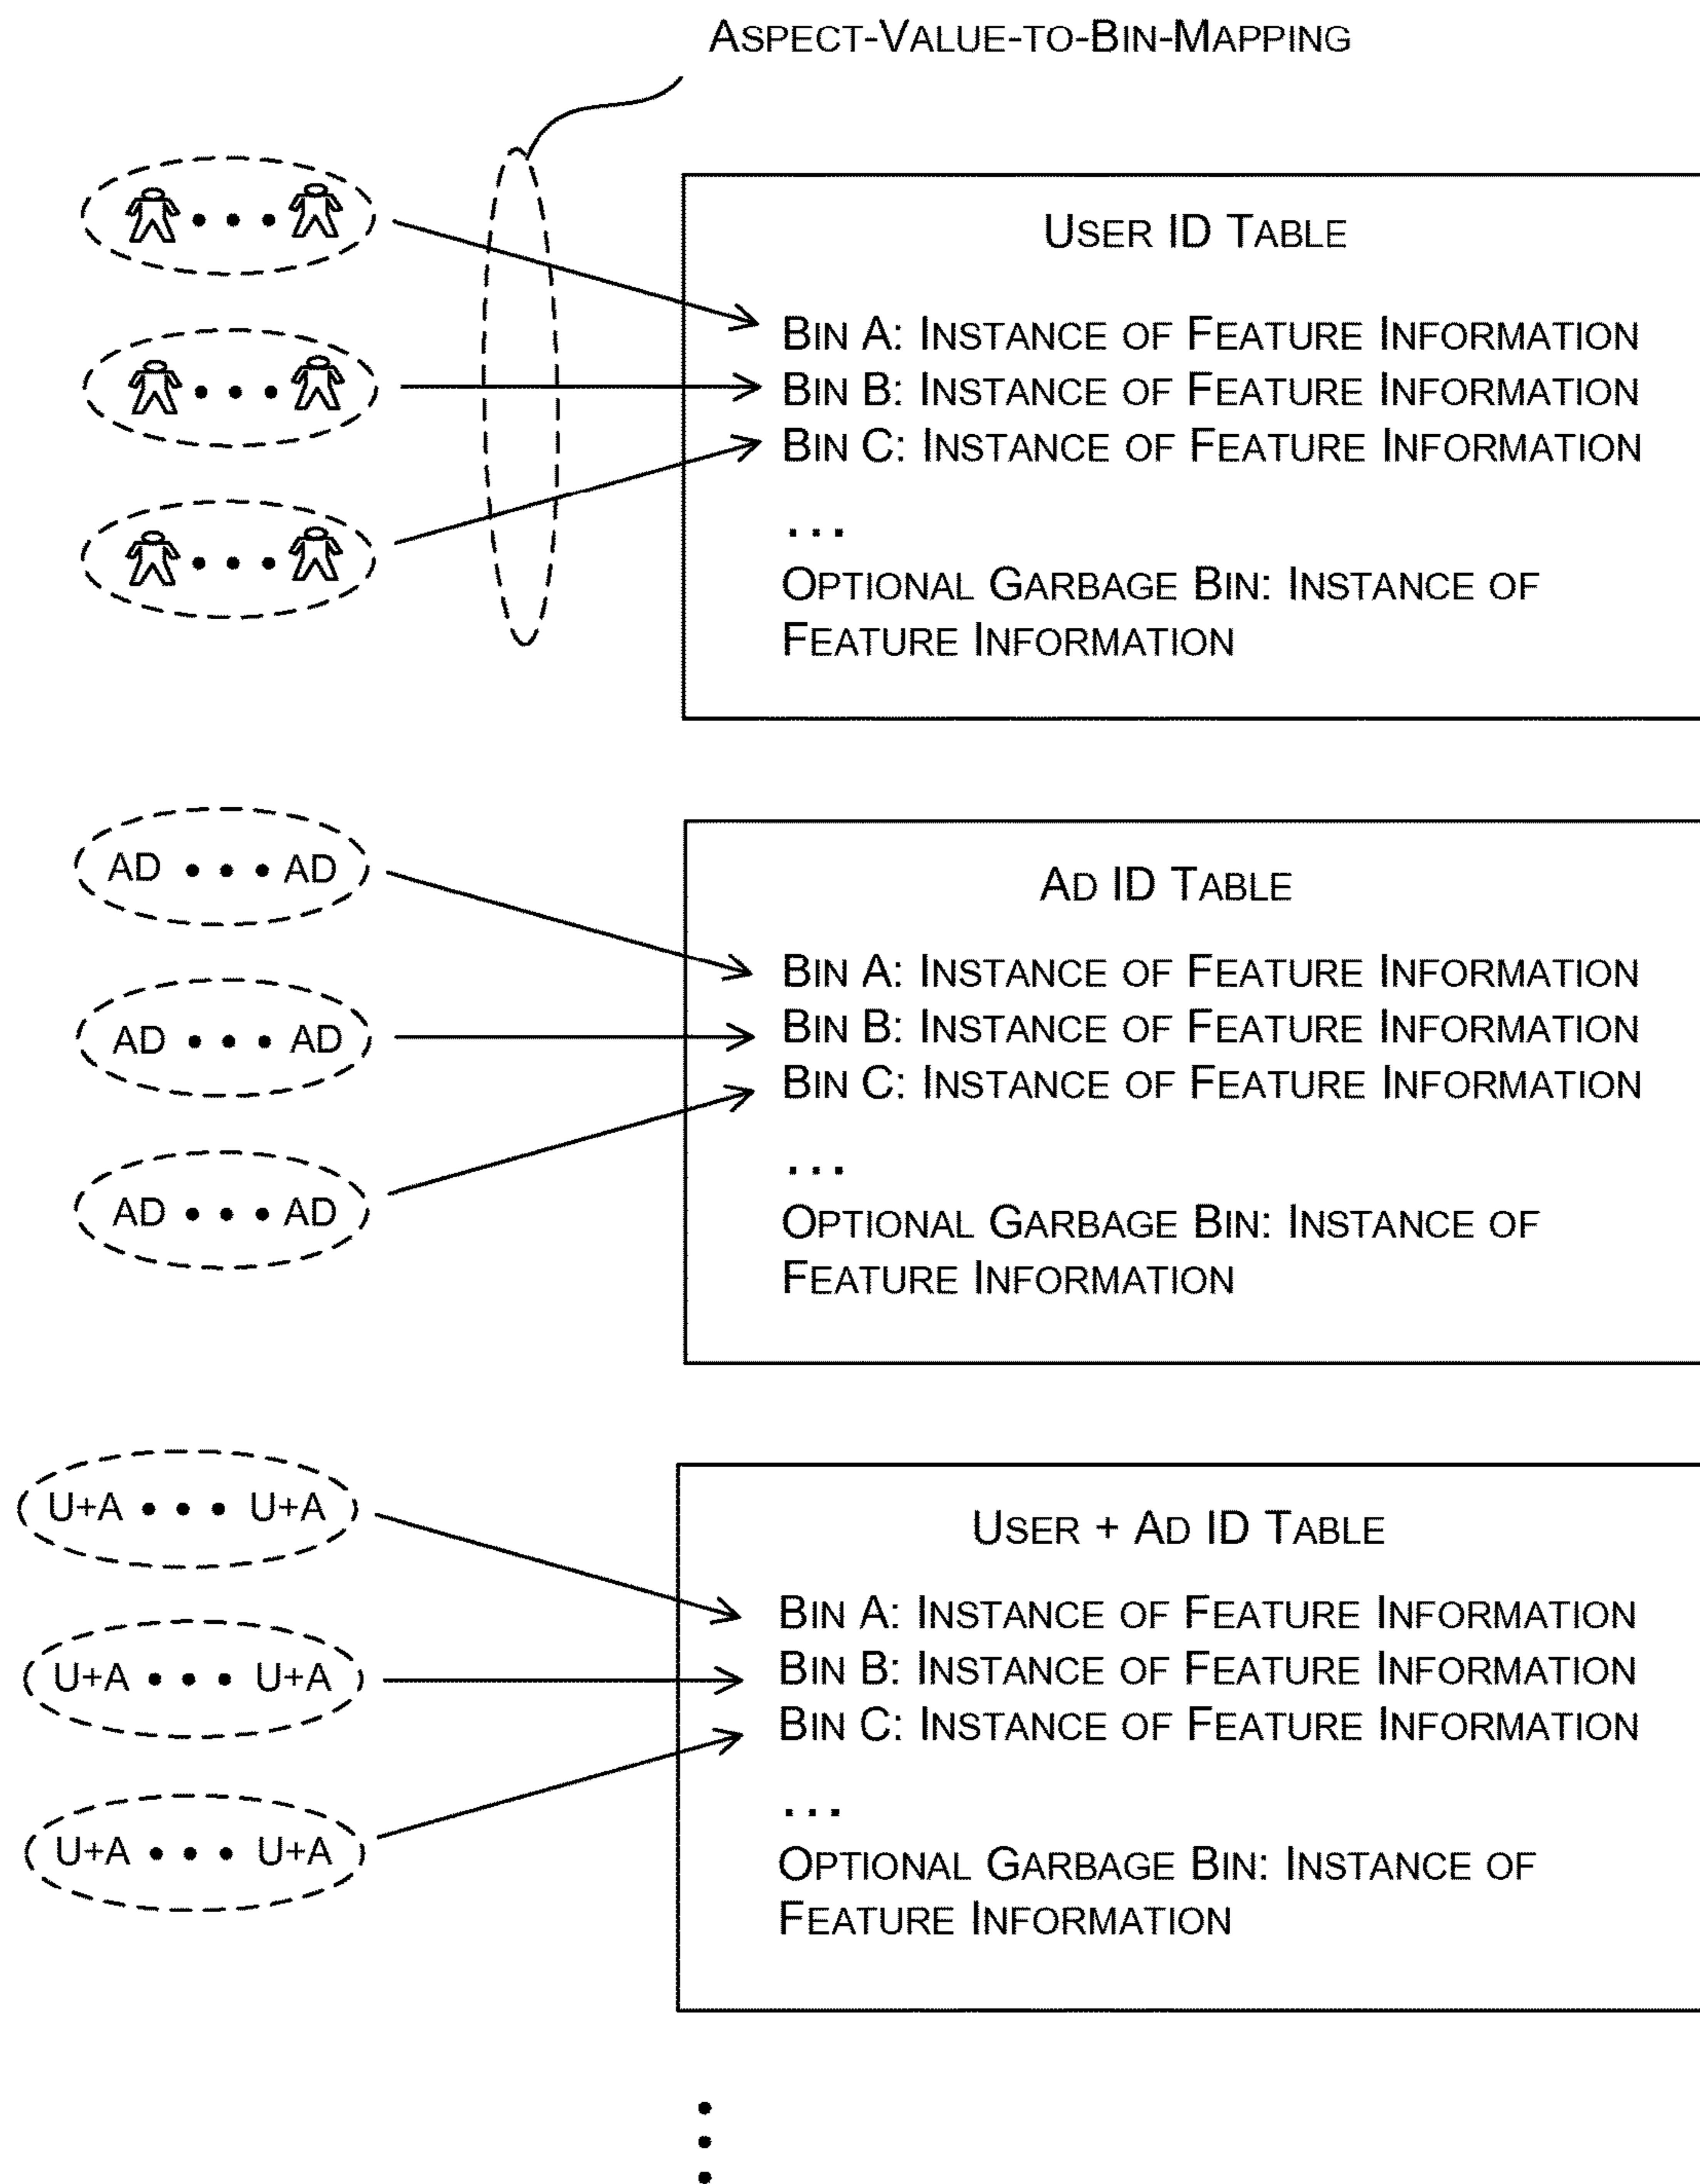 ASPECT-VALUE-TO-BIN-MAPPING
USER ID TABLE
BIN A: INSTANCE OF FEATURE INFORMATION
BIN B: INSTANCE OF FEATURE INFORMATION
BIN C: INSTANCE OF FEATURE INFORMATION
...
OPTIONAL GARBAGE BIN: INSTANCE OF
FEATURE INFORMATION
AD • • • AD
AD • • • AD
AD • • • AD
AD ID TABLE
BIN A: INSTANCE OF FEATURE INFORMATION
BIN B: INSTANCE OF FEATURE INFORMATION
BIN C: INSTANCE OF FEATURE INFORMATION
...
OPTIONAL GARBAGE BIN: INSTANCE OF
FEATURE INFORMATION
U+A • • • U+A
U+A • • • U+A
U+A • • • U+A
USER + AD ID TABLE
BIN A: INSTANCE OF FEATURE INFORMATION
BIN B: INSTANCE OF FEATURE INFORMATION
BIN C: INSTANCE OF FEATURE INFORMATION
...
OPTIONAL GARBAGE BIN: INSTANCE OF
FEATURE INFORMATION